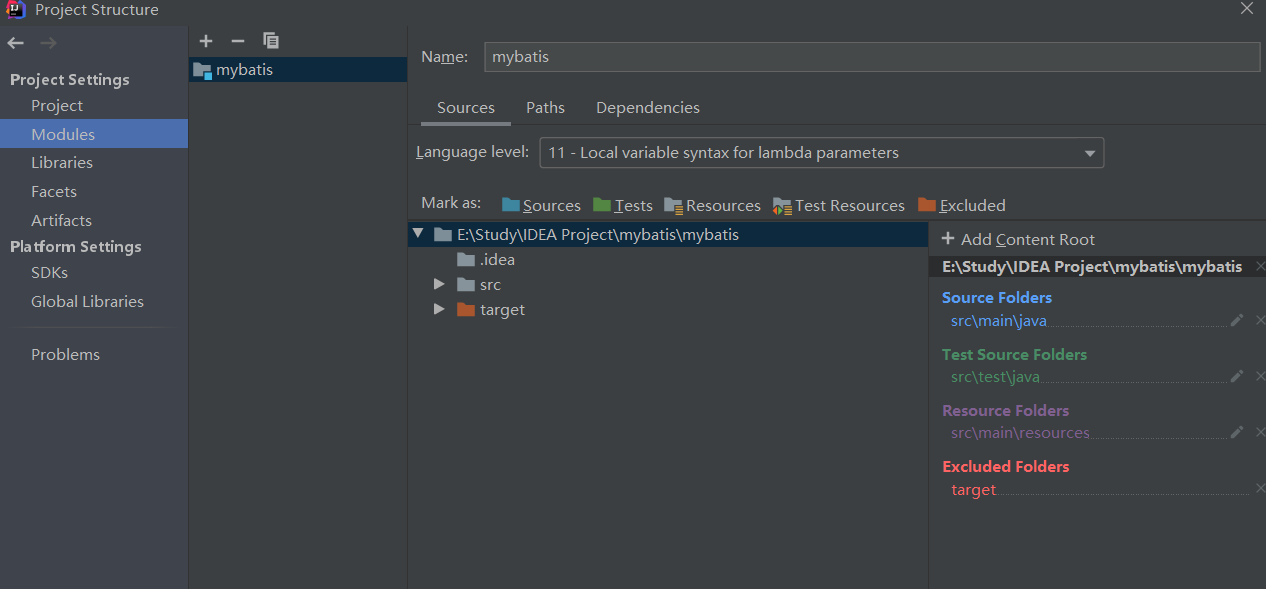 Project Structure
Project Settings
Project
Modules
Libraries
Facets
Artifacts
Platform Settings
SDKs
Global Libraries
Problems
mybatis
Name: mybatis
Sources Paths Dependencies
Language level: 11 - Local variable syntax for lambda parameters
Mark as: Sources Tests Resources Test Resources Excluded
E:\Study\IDEA Project\mybatis\mybatis
.idea
src
target
+ Add Content Root
E:\Study\IDEA Project\mybatis\mybatis
Source Folders
src\main\java
Test Source Folders
src\test\java
Resource Folders
src\main\resources
Excluded Folders
target